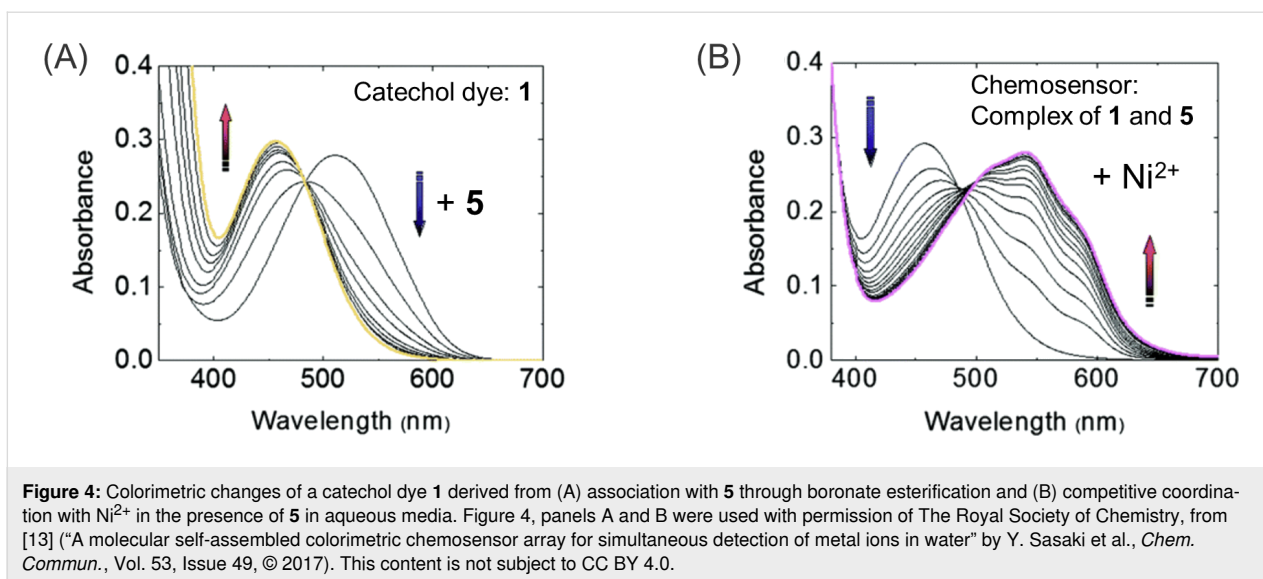 (A)
0.4
0.3
0.2
0.1
0.0
Absorbance
Catechol dye: 1
+ 5
400
500
600
700
Wavelength (nm)
(B)
0.4
0.3
0.2
0.1
0.0
Absorbance
Chemosensor:
Complex of 1 and 5
+ Ni²⁺
400
500
600
700
Wavelength (nm)
Figure 4: Colorimetric changes of a catechol dye 1 derived from (A) association with 5 through boronate esterification and (B) competitive coordina-
tion with Ni²⁺ in the presence of 5 in aqueous media. Figure 4, panels A and B were used with permission of The Royal Society of Chemistry, from
[13] (“A molecular self-assembled colorimetric chemosensor array for simultaneous detection of metal ions in water” by Y. Sasaki et al., Chem.
Commun., Vol. 53, Issue 49, © 2017). This content is not subject to CC BY 4.0.